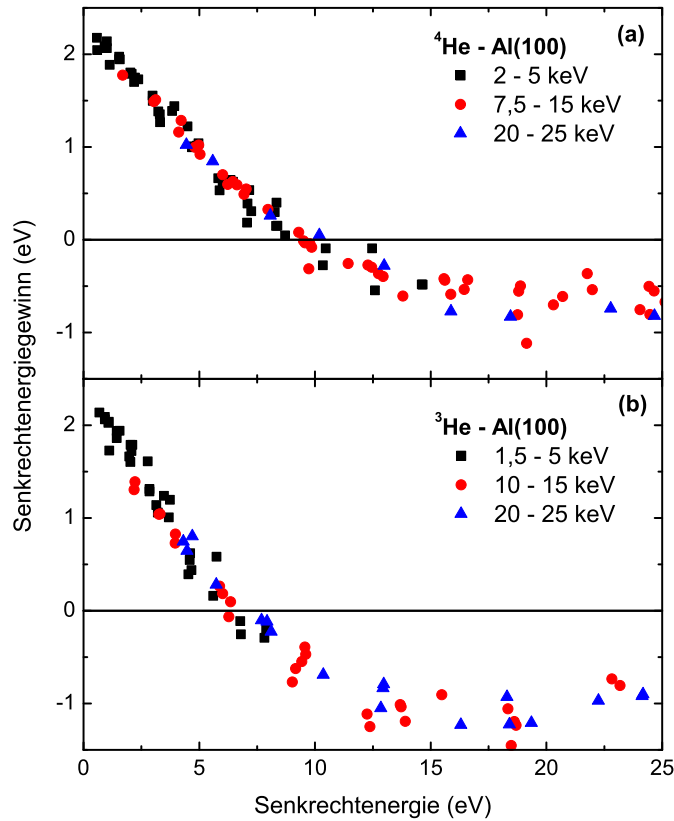 Senkrechtenergiegewinn (eV)
(a)
⁴He - Al(100)
2 - 5 keV
7,5 - 15 keV
20 - 25 keV
2
1
0
-1
(b)
³He - Al(100)
1,5 - 5 keV
10 - 15 keV
20 - 25 keV
2
1
0
-1
0 5 10 15 20 25
Senkrechtenergie (eV)